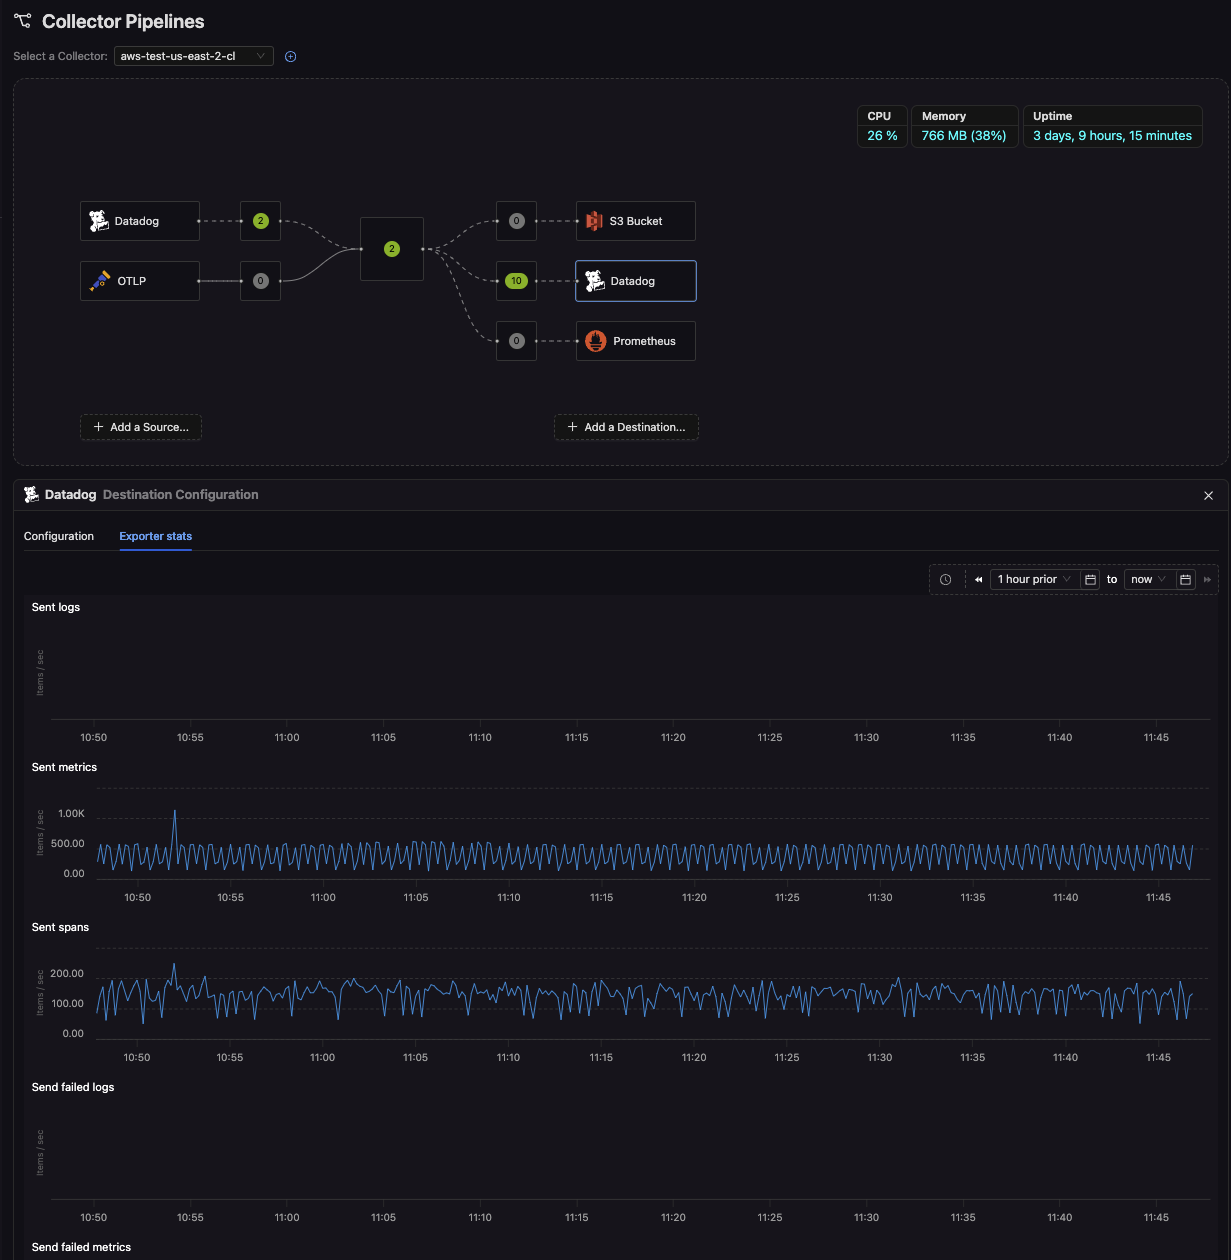 Collector Pipelines
Select a Collector: aws-test-us-east-2-cl
CPU Memory Uptime
26 % 766 MB (38%) 3 days, 9 hours, 15 minutes
Datadog 2 0 S3 Bucket
2
OTLP 0 10 Datadog
0 Prometheus
+ Add a Source... + Add a Destination...
Datadog Destination Configuration
Configuration Exporter stats
1 hour prior to now
Sent logs
Items / sec
10:50 10:55 11:00 11:05 11:10 11:15 11:20 11:25 11:30 11:35 11:40 11:45
Sent metrics
Items / sec
1.00K
500.00
0.00
10:50 10:55 11:00 11:05 11:10 11:15 11:20 11:25 11:30 11:35 11:40 11:45
Sent spans
Items / sec
200.00
100.00
0.00
10:50 10:55 11:00 11:05 11:10 11:15 11:20 11:25 11:30 11:35 11:40 11:45
Send failed logs
Items / sec
10:50 10:55 11:00 11:05 11:10 11:15 11:20 11:25 11:30 11:35 11:40 11:45
Send failed metrics